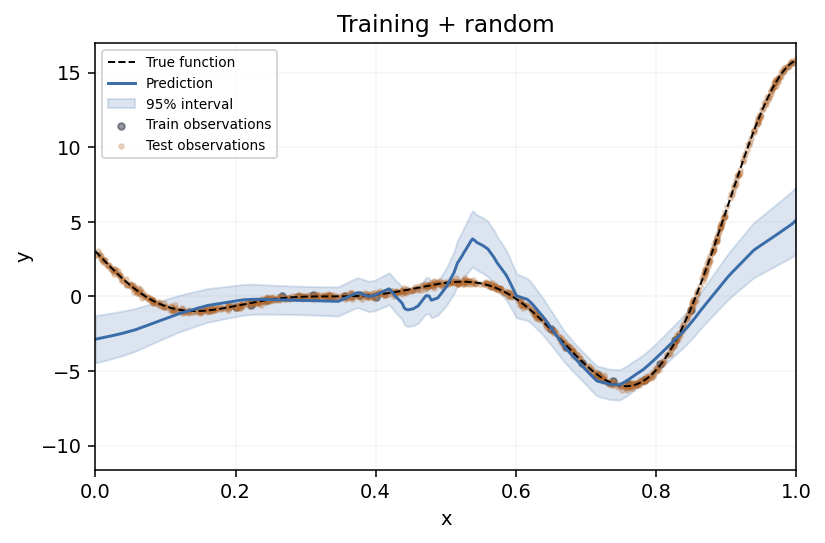 Training + random
True function
Prediction
95% interval
Train observations
Test observations
15
10
5
0
−5
−10
y
0.0 0.2 0.4 0.6 0.8 1.0
x